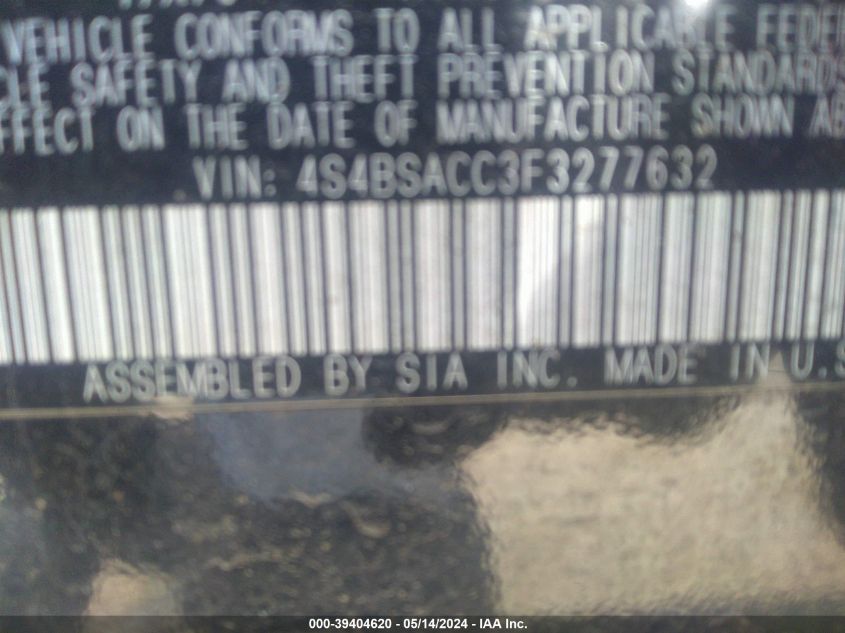 VEHICLE CONFORMS TO ALL APPLICABLE FEDER
CLE SAFETY AND THEFT PREVENTION STANDARDS
FFECT ON THE DATE OF MANUFACTURE SHOWN AB
VIN: 4S4BSACC3F3277632
ASSEMBLED BY SIA INC. MADE IN U.S
000-39404620 - 05/14/2024 - IAA Inc.